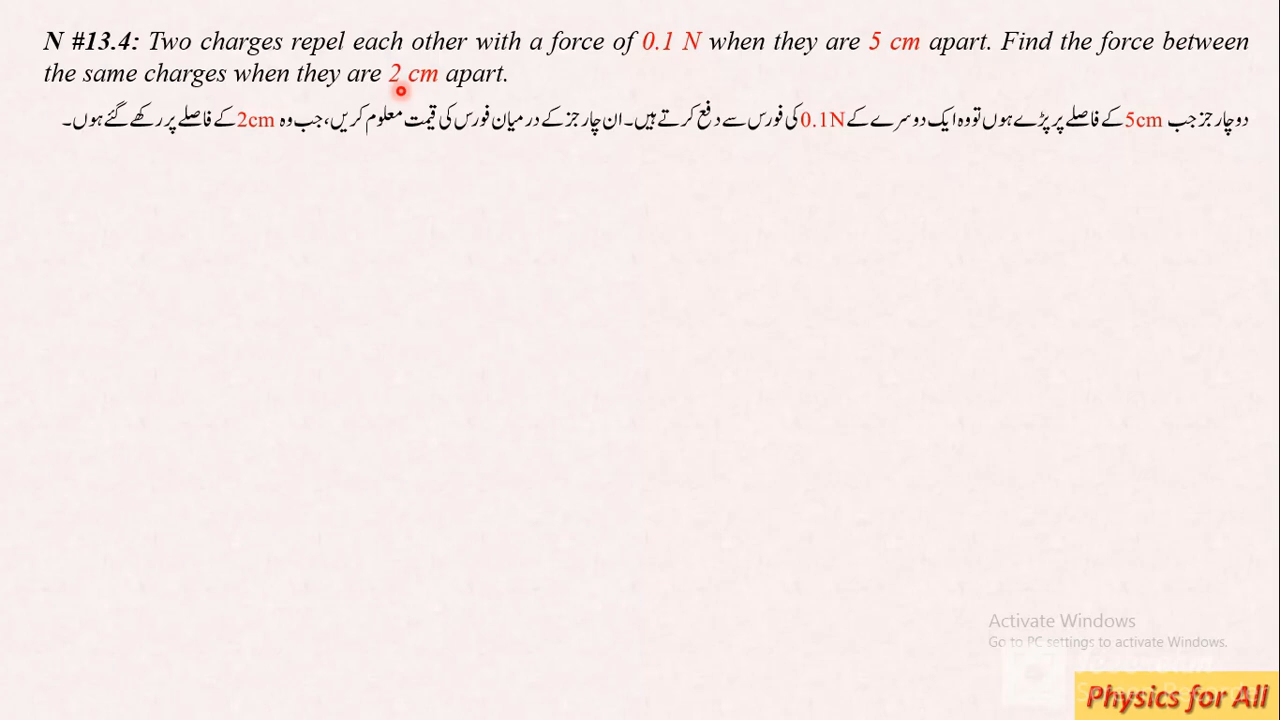 N #13.4: Two charges repel each other with a force of 0.1 N when they are 5 cm apart. Find the force between
the same charges when they are 2 cm apart.
دو چارجز جب 5cm کے فاصلے پر پڑے ہوں تو وہ ایک دوسرے کے 0.1N کی فورس سے دفع کرتے ہیں۔ ان چارجز کے درمیان فورس کی قیمت معلوم کریں، جب وہ 2cm کے فاصلے پر رکھے گئے ہوں۔
Activate Windows
Go to PC settings to activate Windows.
Physics for All